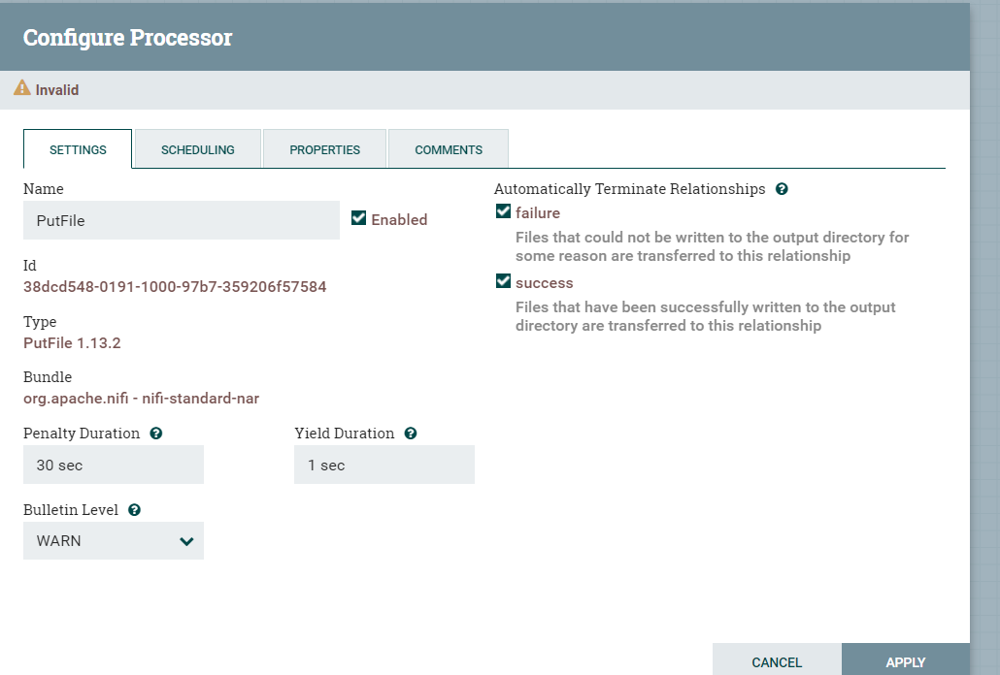 Configure Processor
Invalid
SETTINGS
SCHEDULING
PROPERTIES
COMMENTS
Name
PutFile
Enabled
Id
38dcd548-0191-1000-97b7-359206f57584
Type
PutFile 1.13.2
Bundle
org.apache.nifi - nifi-standard-nar
Penalty Duration
Yield Duration
30 sec
1 sec
Bulletin Level
WARN
Automatically Terminate Relationships
failure
Files that could not be written to the output directory for
some reason are transferred to this relationship
success
Files that have been successfully written to the output
directory are transferred to this relationship
CANCEL
APPLY